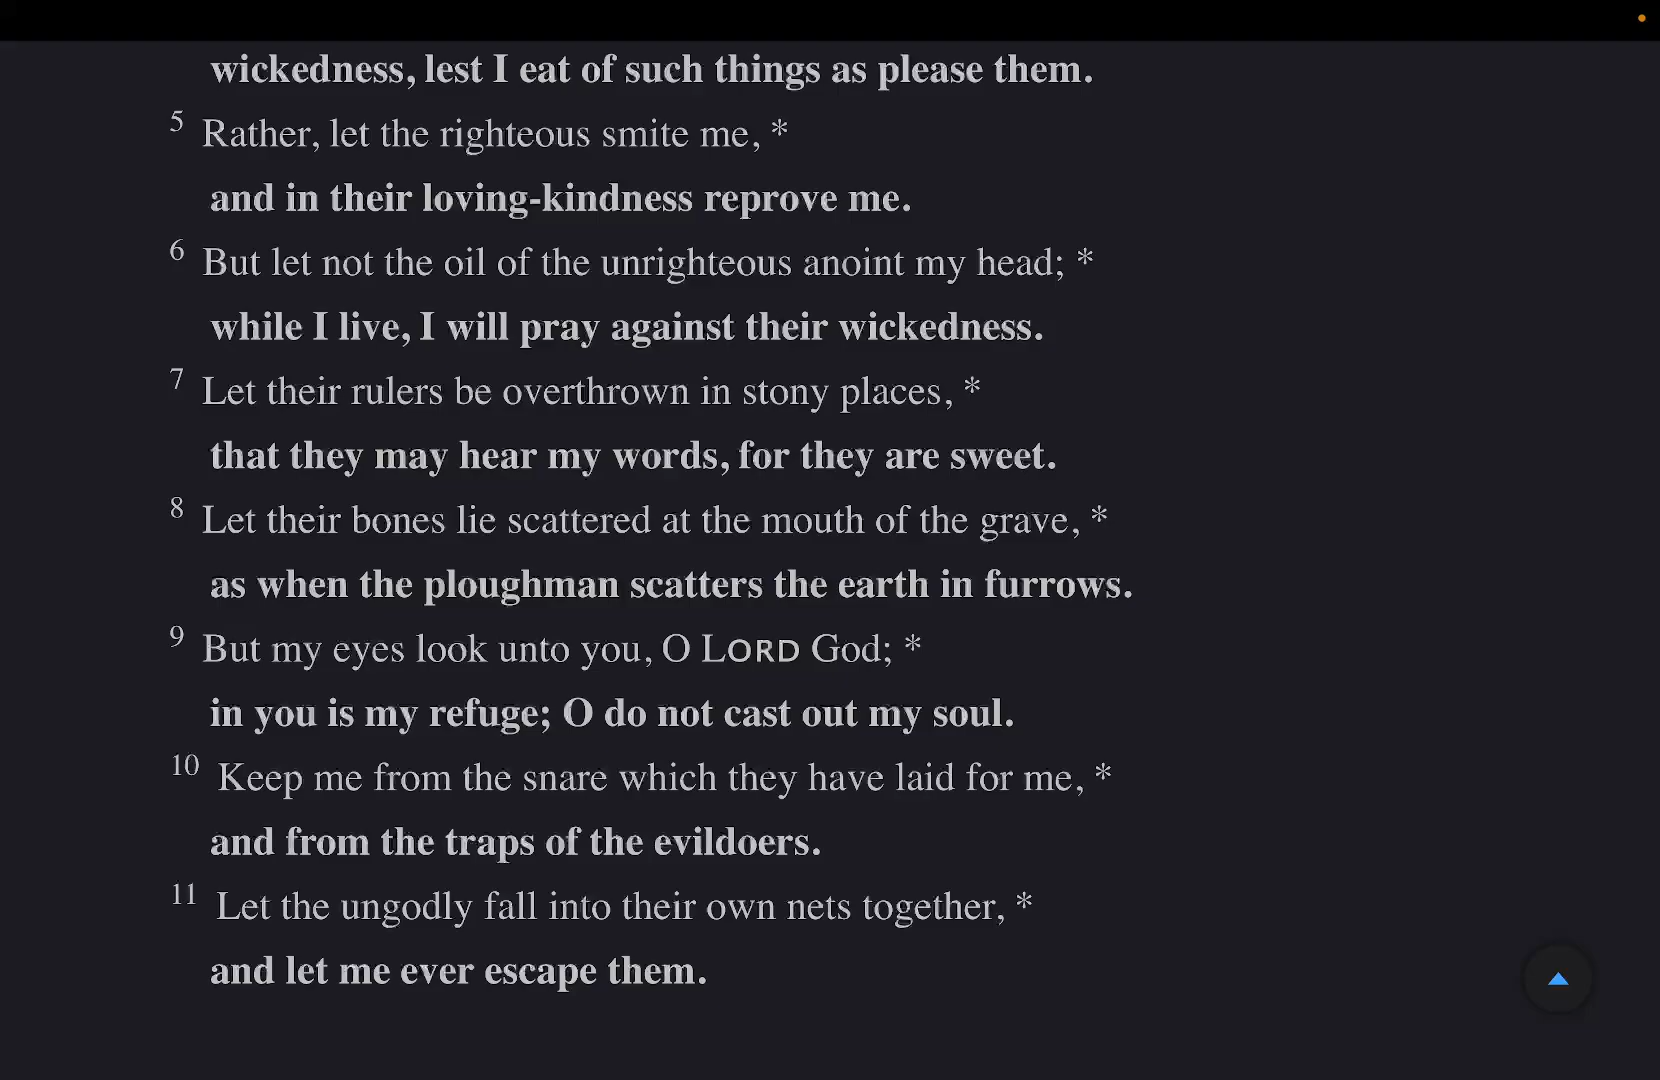 wickedness, lest I eat of such things as please them.
5 Rather, let the righteous smite me, *
and in their loving-kindness reprove me.
6 But let not the oil of the unrighteous anoint my head; *
while I live, I will pray against their wickedness.
7 Let their rulers be overthrown in stony places, *
that they may hear my words, for they are sweet.
8 Let their bones lie scattered at the mouth of the grave, *
as when the ploughman scatters the earth in furrows.
9 But my eyes look unto you, O LORD God; *
in you is my refuge; O do not cast out my soul.
10 Keep me from the snare which they have laid for me, *
and from the traps of the evildoers.
11 Let the ungodly fall into their own nets together, *
and let me ever escape them.